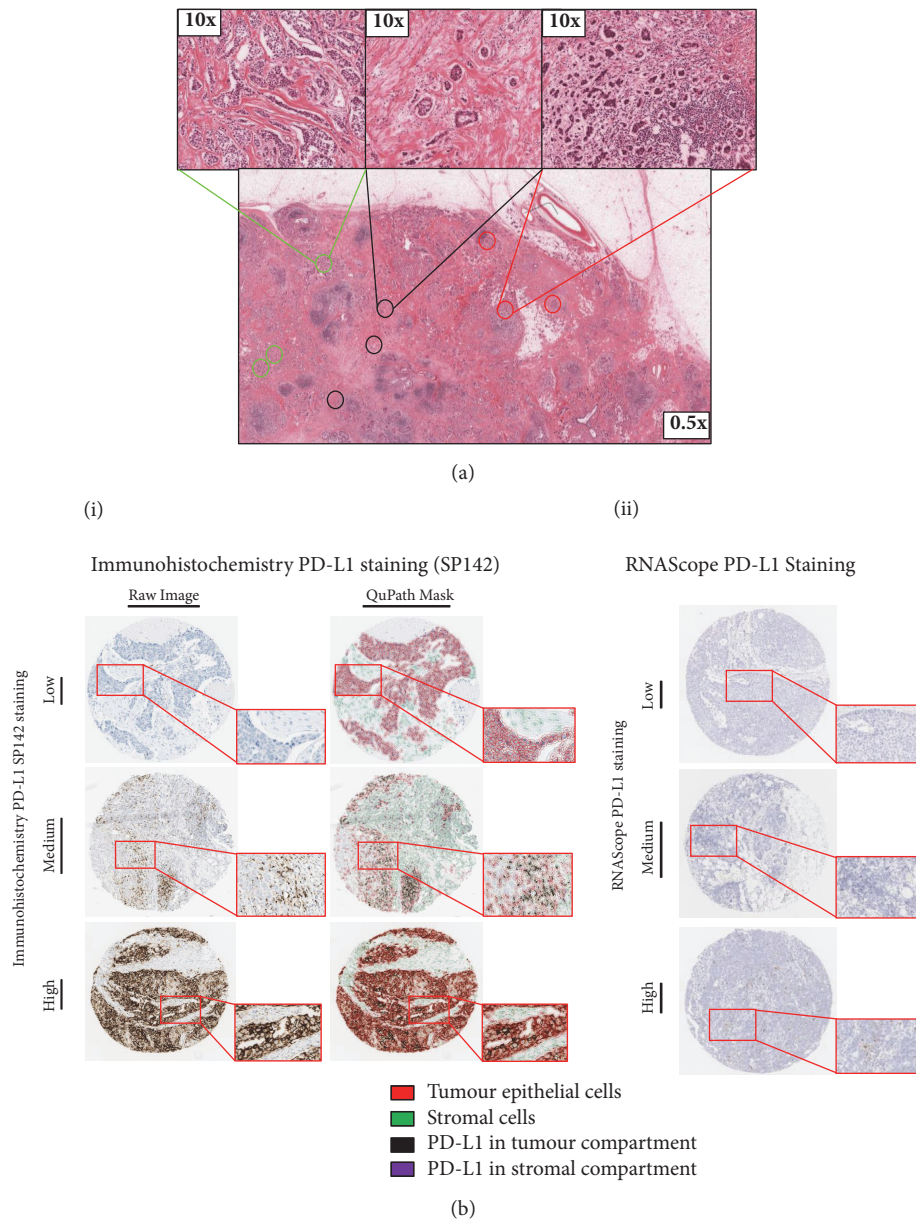 10x
10x
10x
0.5x
(a)
(i)
(ii)
Immunohistochemistry PD-L1 staining (SP142)
RNAScope PD-L1 Staining
Raw Image
QuPath Mask
Immunohistochemistry PD-L1 SP142 staining
Low
Medium
High
RNAScope PD-L1 staining
Low
Medium
High
Tumour epithelial cells
Stromal cells
PD-L1 in tumour compartment
PD-L1 in stromal compartment
(b)